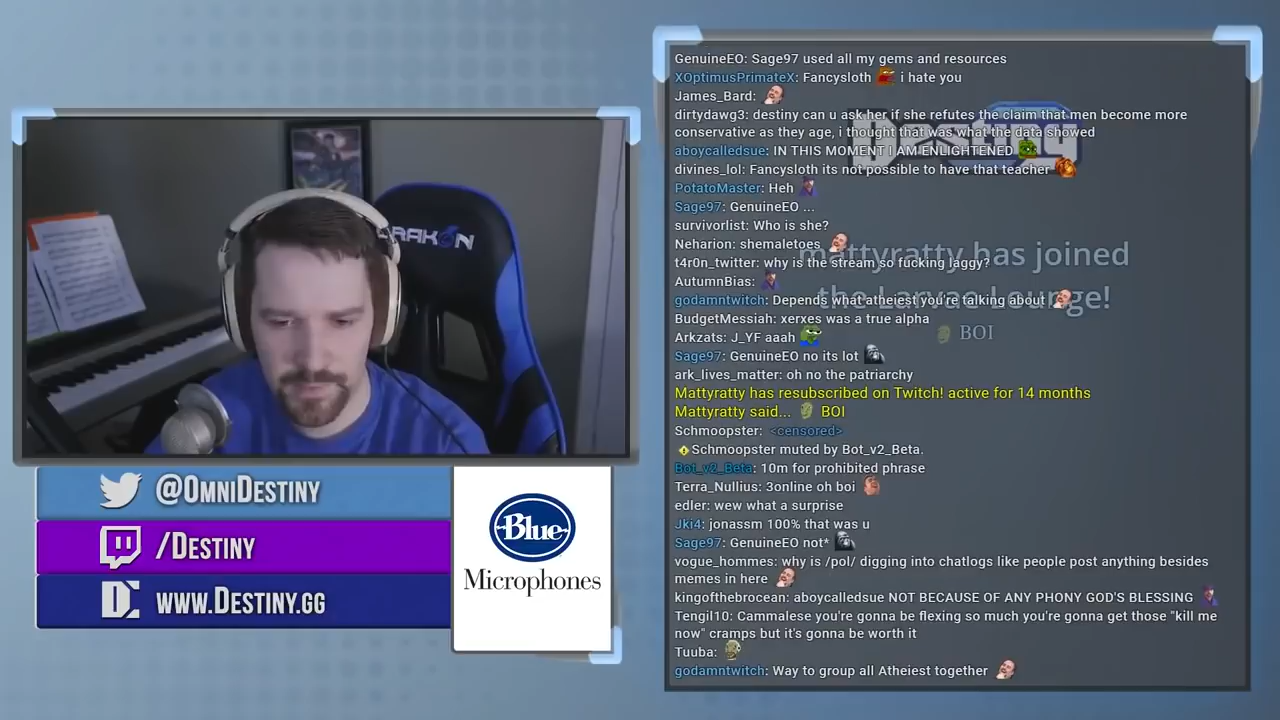 GenuineEO: Sage97 used all my gems and resources
XOptimusPrimateX: Fancysloth i hate you
James_Bard:
dirtydawg3: destiny can u ask her if she refutes the claim that men become more
conservative as they age, i thought that was what the data showed
aboycalledsue: IN THIS MOMENT I AM ENLIGHTENED
divines_lol: Fancysloth its not possible to have that teacher
PotatoMaster: Heh
Sage97: GenuineEO ...
survivorlist: Who is she?
Neharion: shemaletoes
t4r0n_twitter: why is the stream so fucking laggy?
AutumnBias:
godamntwitch: Depends what atheiest you're talking about
BudgetMessiah: xerxes was a true alpha
Arkzats: J_YF aaah
Sage97: GenuineEO no its lot
ark_lives_matter: oh no the patriarchy
Mattyratty has resubscribed on Twitch! active for 14 months
Mattyratty said... BOI
Schmoopster: <censored>
Schmoopster muted by Bot_v2_Beta.
Bot_v2_Beta: 10m for prohibited phrase
Terra_Nullius: 3online oh boi
edler: wew what a surprise
Jki4: jonassm 100% that was u
Sage97: GenuineEO not*
vogue_hommes: why is /pol/ digging into chatlogs like people post anything besides
memes in here
kingofthebrocean: aboycalledsue NOT BECAUSE OF ANY PHONY GOD'S BLESSING
Tengil10: Cammalese you're gonna be flexing so much you're gonna get those "kill me
now" cramps but it's gonna be worth it
Tuuba:
godamntwitch: Way to group all Atheiest together
Destiny
mattyratty has joined
the Larvae Lounge!
BOI
@OmniDestiny
/Destiny
www.Destiny.gg
Blue
Microphones